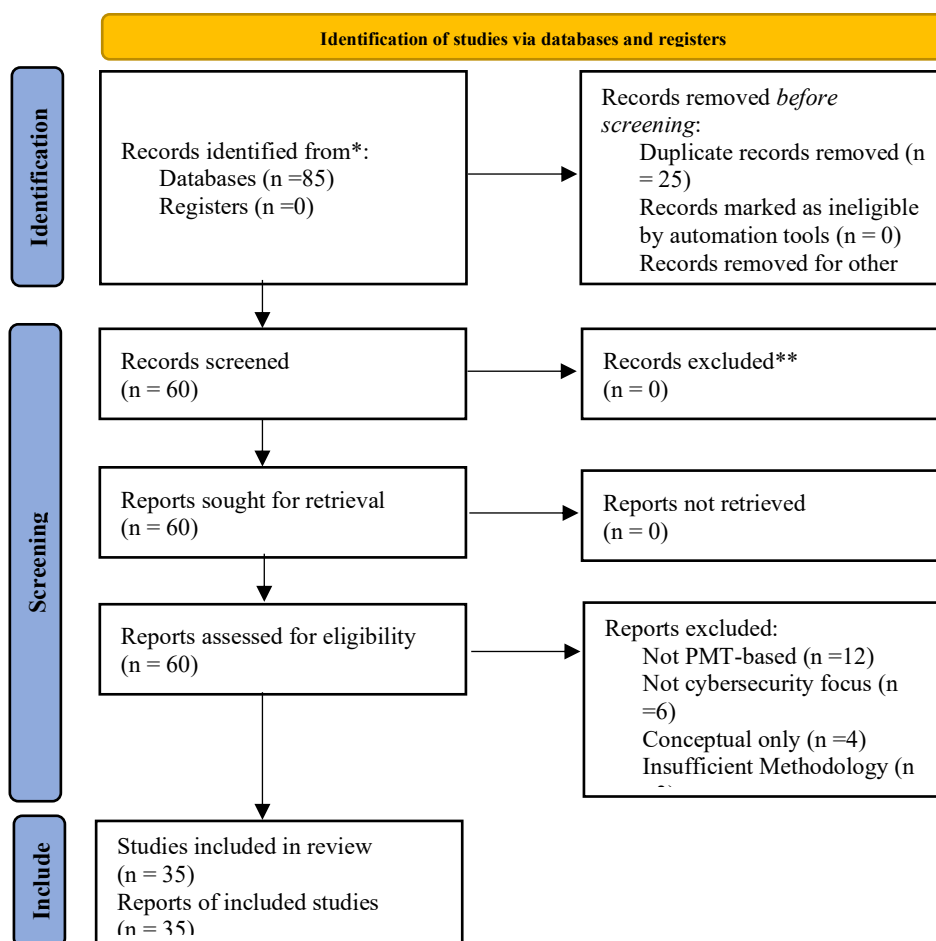 Identification of studies via databases and registers
Identification
Records identified from*:
Databases (n =85)
Registers (n =0)
Records removed before
screening:
Duplicate records removed (n
= 25)
Records marked as ineligible
by automation tools (n = 0)
Records removed for other
Screening
Records screened
(n = 60)
Records excluded**
(n = 0)
Reports sought for retrieval
(n = 60)
Reports not retrieved
(n = 0)
Reports assessed for eligibility
(n = 60)
Reports excluded:
Not PMT-based (n =12)
Not cybersecurity focus (n
=6)
Conceptual only (n =4)
Insufficient Methodology (n
Include
Studies included in review
(n = 35)
Reports of included studies
(n = 35)